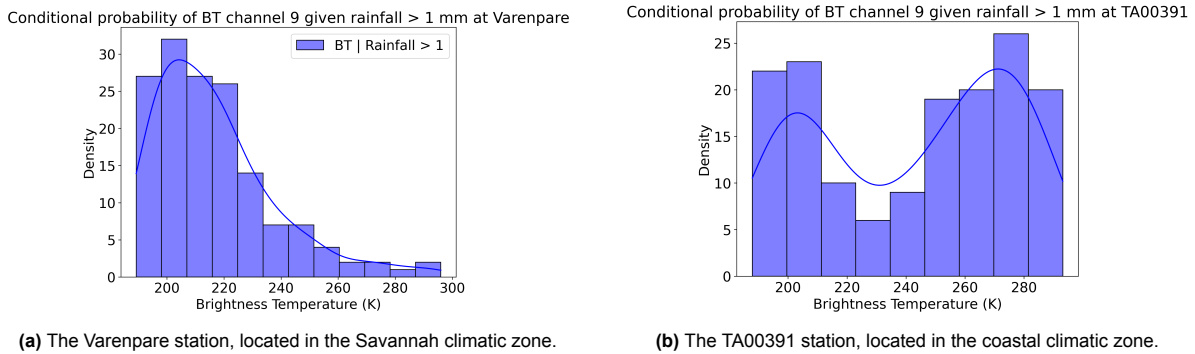 Conditional probability of BT channel 9 given rainfall > 1 mm at Varenpare
BT | Rainfall > 1
Density
30
25
20
15
10
5
0
200
220
240
260
280
300
Brightness Temperature (K)
(a) The Varenpare station, located in the Savannah climatic zone.
Conditional probability of BT channel 9 given rainfall > 1 mm at TA00391
Density
25
20
15
10
5
0
200
220
240
260
280
Brightness Temperature (K)
(b) The TA00391 station, located in the coastal climatic zone.